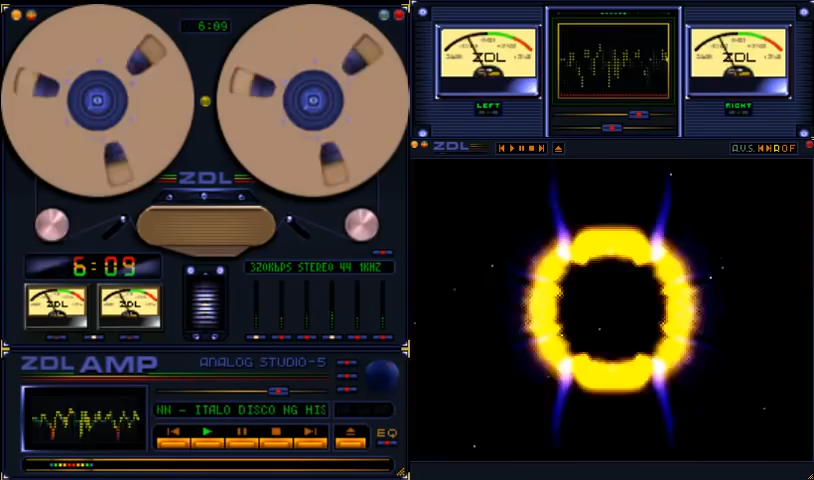 6:09
ZDL
6:09
320KbPS STEREO 44 1KHZ
ZDL
ZDL
ZDL AMP
ANALOG STUDIO-5
NN - ITALO DISCO NG HIS
EQ
ZDL
LEFT
ZDL
RIGHT
ZDL
A.V.S.
R O F